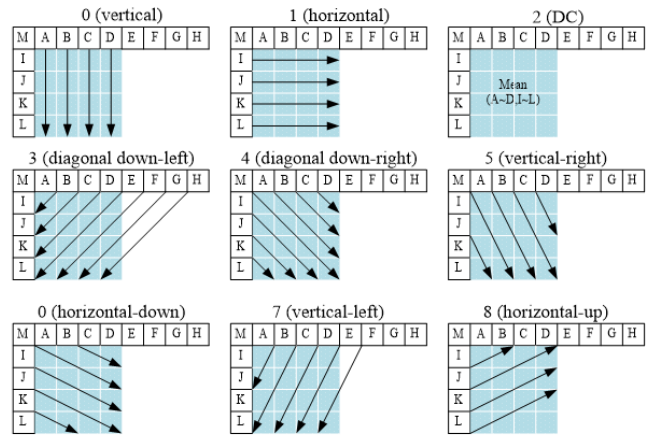 0 (vertical)
M A B C D E F G H
I
J
K
L
1 (horizontal)
M A B C D E F G H
I
J
K
L
2 (DC)
M A B C D E F G H
I
J
K
L
Mean
(A~D,I~L)
3 (diagonal down-left)
M A B C D E F G H
I
J
K
L
4 (diagonal down-right)
M A B C D E F G H
I
J
K
L
5 (vertical-right)
M A B C D E F G H
I
J
K
L
0 (horizontal-down)
M A B C D E F G H
I
J
K
L
7 (vertical-left)
M A B C D E F G H
I
J
K
L
8 (horizontal-up)
M A B C D E F G H
I
J
K
L